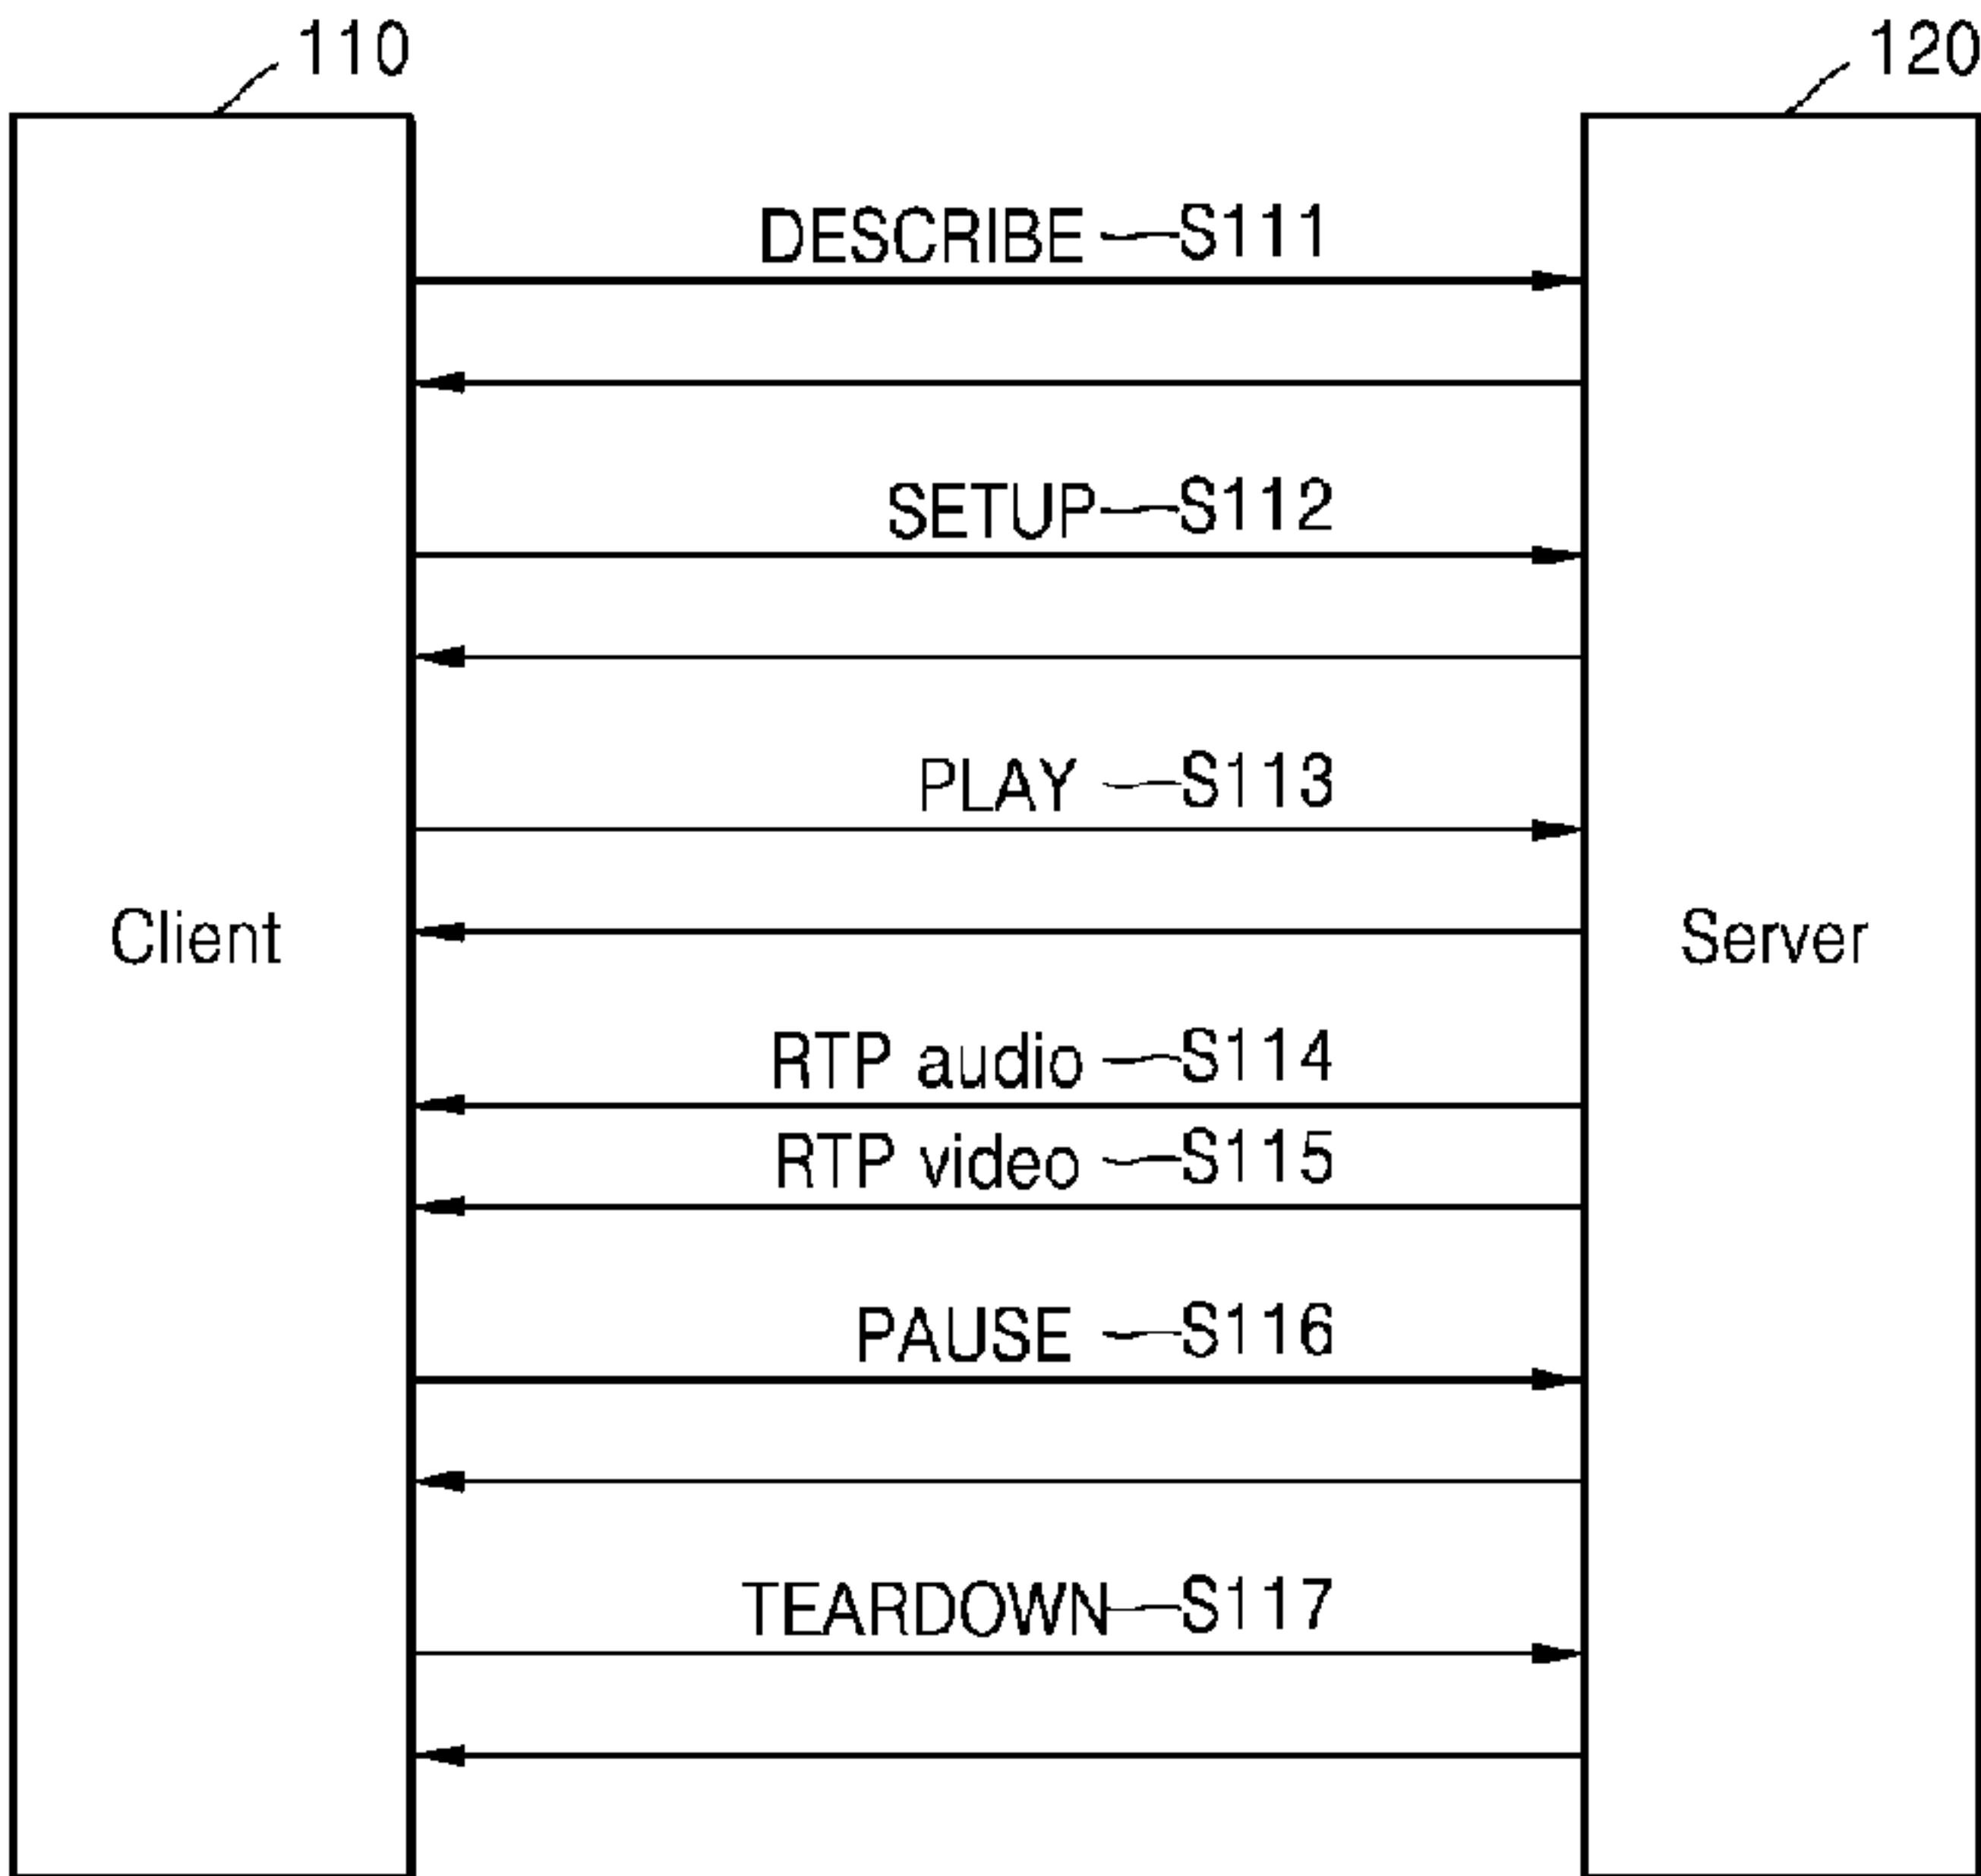 110
120
DESCRIBE S111
SETUP S112
PLAY S113
Client
Server
RTP audio S114
RTP video S115
PAUSE S116
TEARDOWN S117